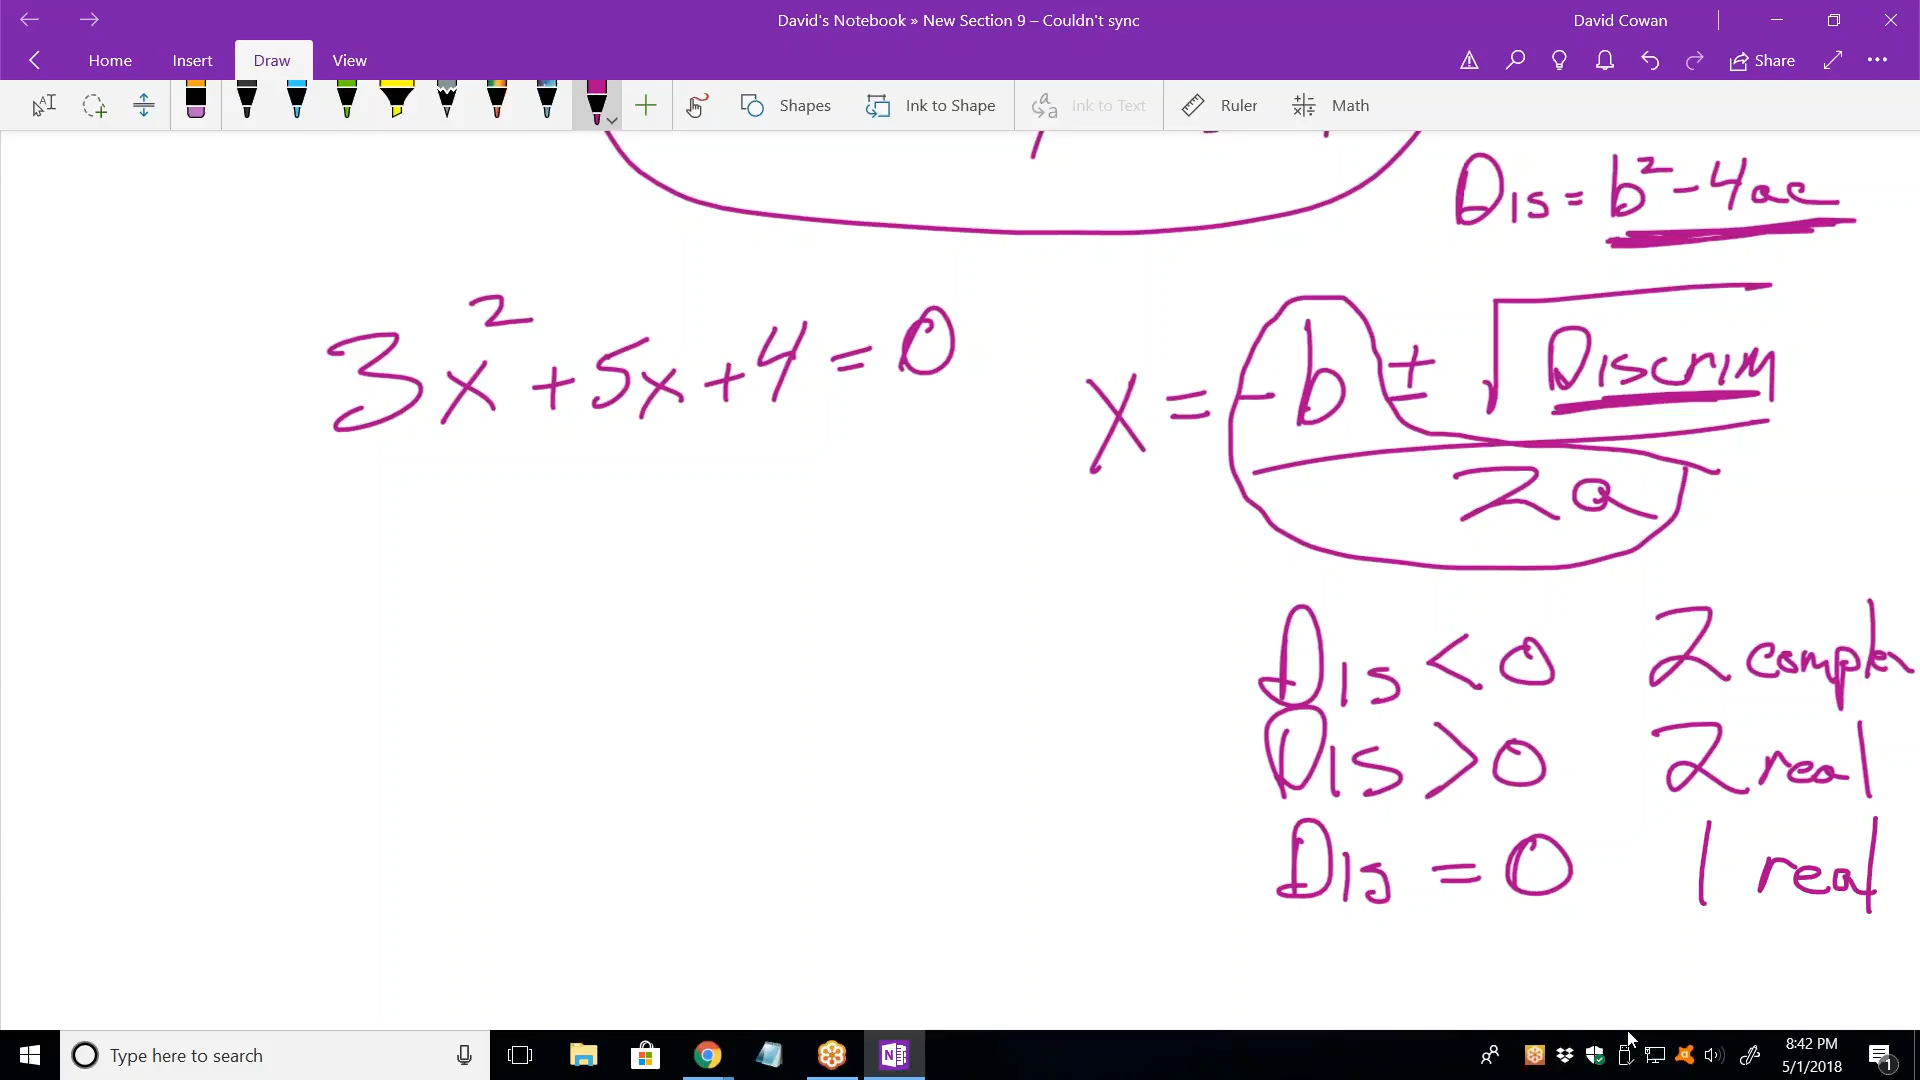 David's Notebook » New Section 9 – Couldn't sync
David Cowan
Home Insert Draw View
Share
Shapes Ink to Shape Ink to Text Ruler Math
Dis = b² - 4ac
3x² + 5x + 4 = 0
x = -b ± √Discrim
2a
Dis < 0 2 complex
Dis > 0 2 real
Dis = 0 1 real
Type here to search
8:42 PM
5/1/2018
1